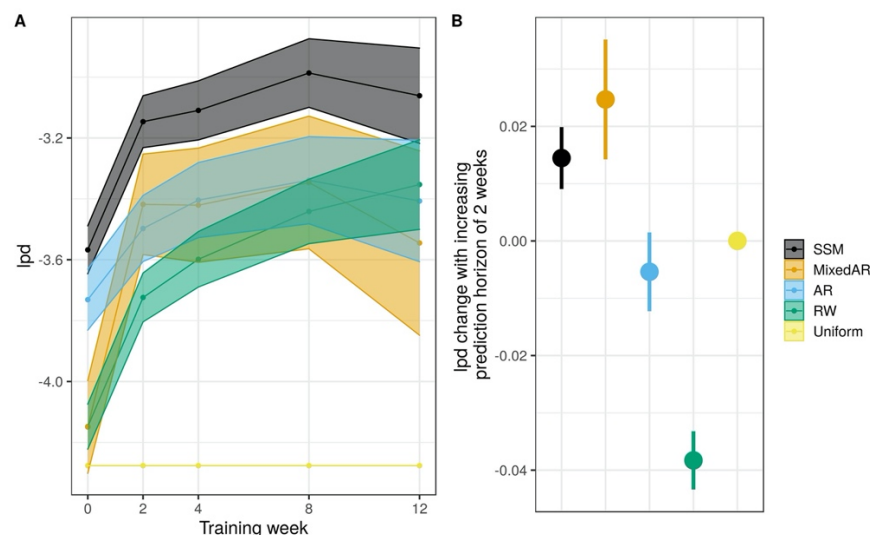 A
B
lpd
-3.2
-3.6
-4.0
0
2
4
8
12
Training week
lpd change with increasing
prediction horizon of 2 weeks
0.02
0.00
-0.02
-0.04
SSM
MixedAR
AR
RW
Uniform